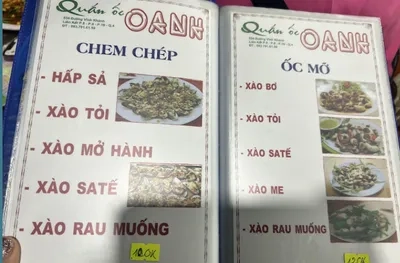 Quán ốc OANH
CHEM CHÉP
- HẤP SẢ
- XÀO TỎI
- XÀO MỞ HÀNH
- XÀO SATẾ
- XÀO RAU MUỐNG
Quán ốc OANH
ỐC MỠ
- XÀO BƠ
- XÀO TỎI
- XÀO SATẾ
- XÀO ME
- XÀO RAU MUỐNG